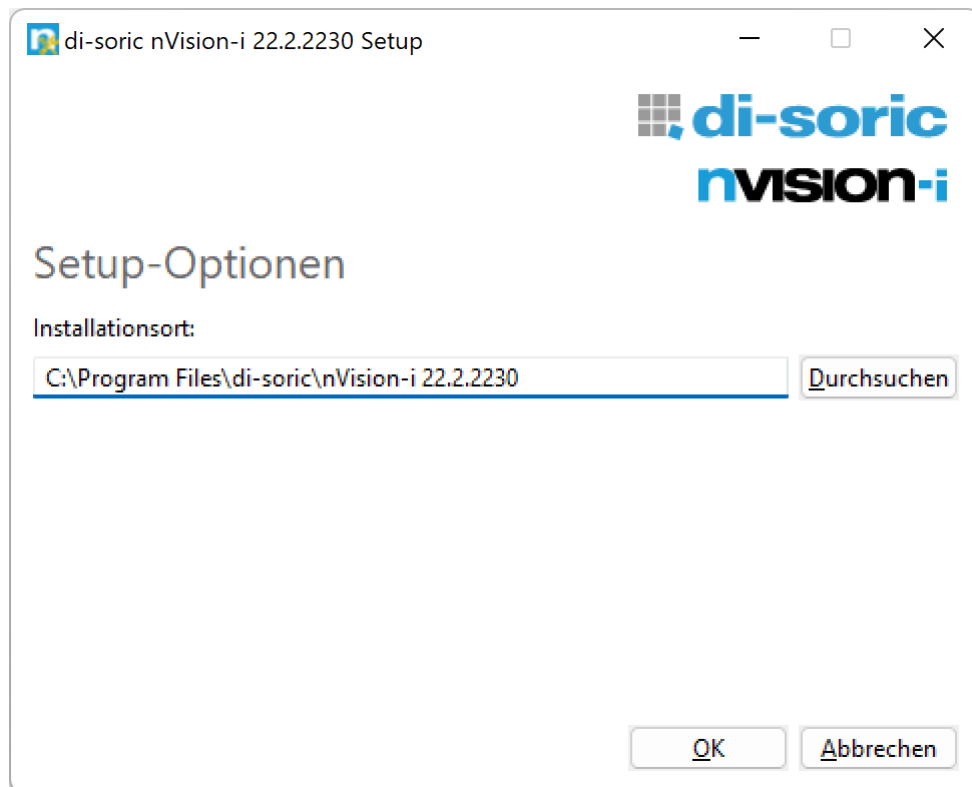 di-soric nVision-i 22.2.2230 Setup
di-soric
nvision-i
Setup-Optionen
Installationsort:
C:\Program Files\di-soric\nVision-i 22.2.2230
Durchsuchen
OK
Abbrechen